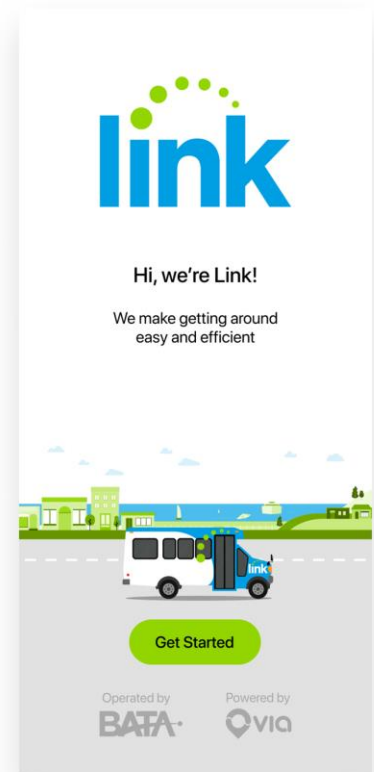 link
Hi, we're Link!
We make getting around
easy and efficient
link
Get Started
Operated by
Powered by
BATA
via